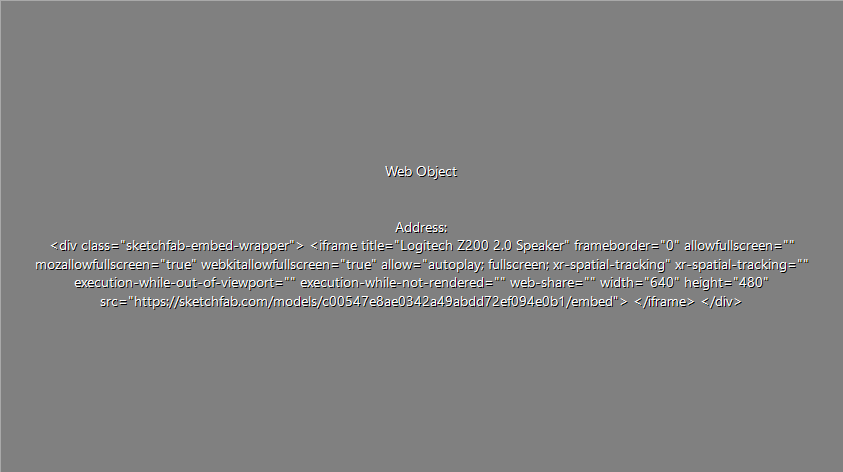 Web Object
Address:
<div class="sketchfab-embed-wrapper"> <iframe title="Logitech Z200 2.0 Speaker" frameborder="0" allowfullscreen=""
mozallowfullscreen="true" webkitallowfullscreen="true" allow="autoplay; fullscreen; xr-spatial-tracking" xr-spatial-tracking=""
execution-while-out-of-viewport="" execution-while-not-rendered="" web-share="" width="640" height="480"
src="https://sketchfab.com/models/c00547e8ae0342a49abdd72ef094e0b1/embed"> </iframe> </div>